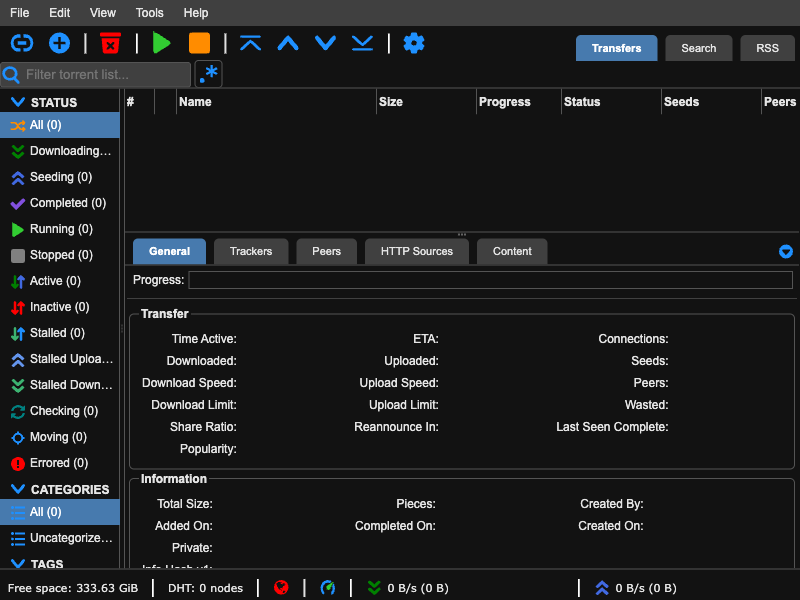 File Edit View Tools Help
Transfers Search RSS
Filter torrent list...
.*
STATUS
# Name Size Progress Status Seeds Peers
All (0)
Downloading...
Seeding (0)
Completed (0)
Running (0)
Stopped (0)
Active (0)
Inactive (0)
Stalled (0)
Stalled Uploa...
Stalled Down...
Checking (0)
Moving (0)
Errored (0)
CATEGORIES
All (0)
Uncategorize...
TAGS
General Trackers Peers HTTP Sources Content
Progress:
Transfer
Time Active: ETA: Connections:
Downloaded: Uploaded: Seeds:
Download Speed: Upload Speed: Peers:
Download Limit: Upload Limit: Wasted:
Share Ratio: Reannounce In: Last Seen Complete:
Popularity:
Information
Total Size: Pieces: Created By:
Added On: Completed On: Created On:
Private:
Info Hash v1:
Free space: 333.63 GiB DHT: 0 nodes 0 B/s (0 B) 0 B/s (0 B)